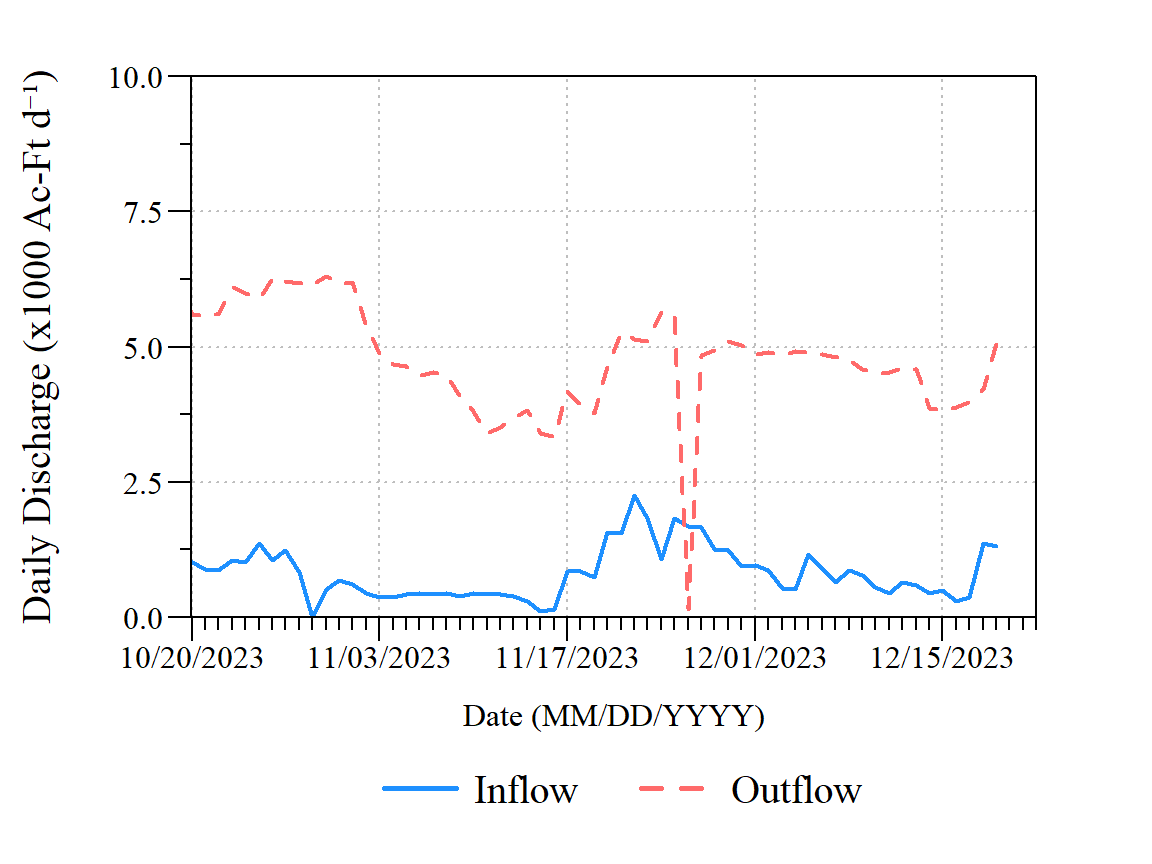 Daily Discharge (x1000 Ac-Ft d⁻¹)
10.0
7.5
5.0
2.5
0.0
10/20/2023 11/03/2023 11/17/2023 12/01/2023 12/15/2023
Date (MM/DD/YYYY)
Inflow Outflow